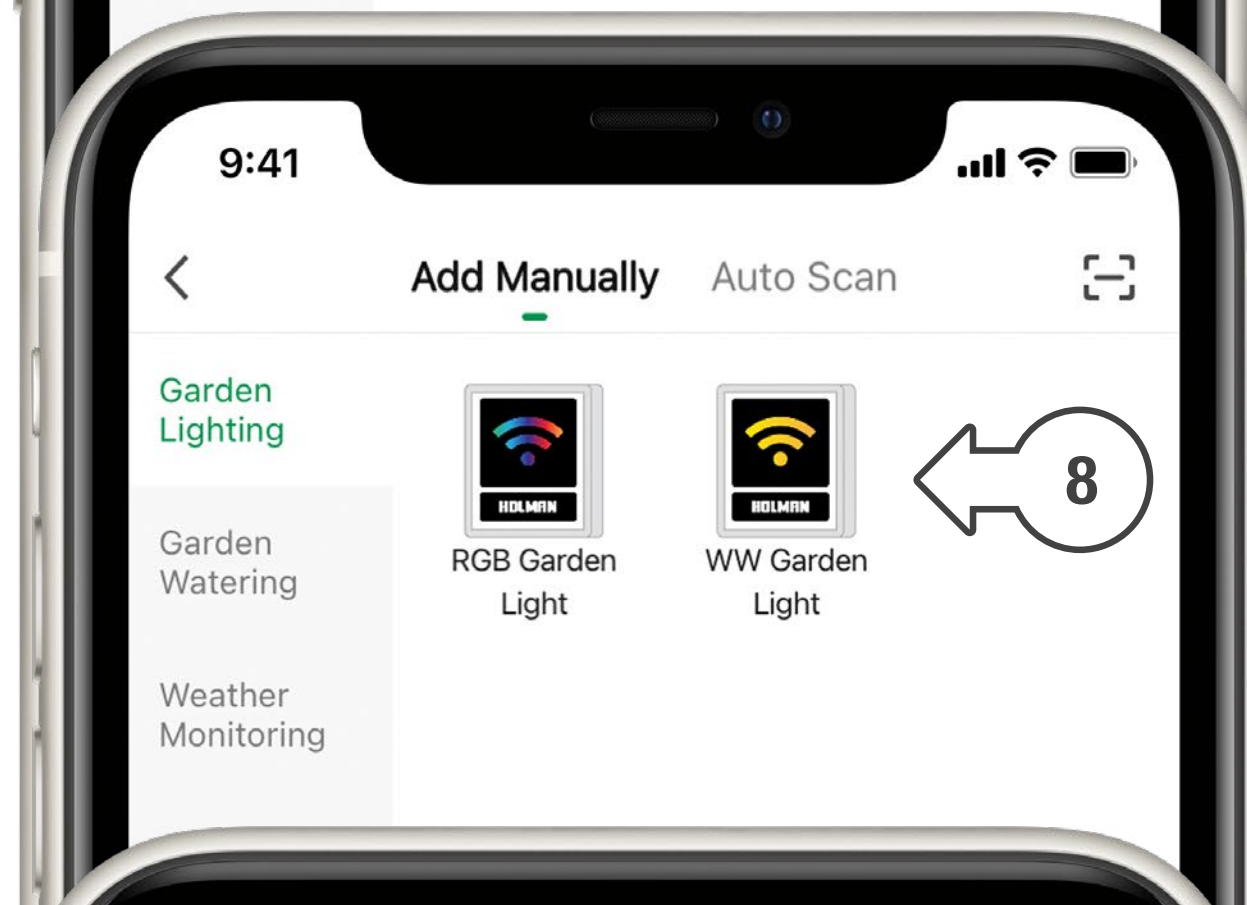 9:41
Add Manually Auto Scan
Garden
Lighting
Garden
Watering
Weather
Monitoring
HOLMAN
RGB Garden
Light
HOLMAN
WW Garden
Light
8